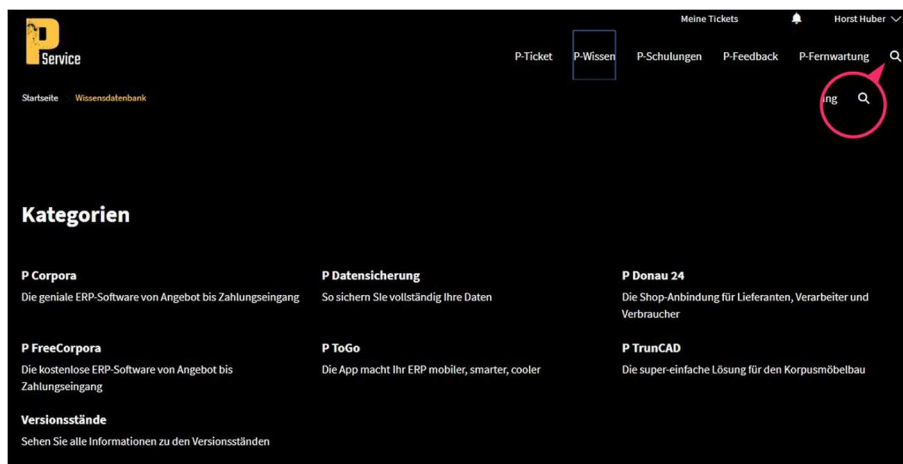 Meine Tickets
Horst Huber
P
Service
P-Ticket P-Wissen P-Schulungen P-Feedback P-Fernwartung
Startseite Wissensdatenbank
ung
Kategorien
P Corpora
Die geniale ERP-Software von Angebot bis Zahlungseingang
P Datensicherung
So sichern SIe vollständig Ihre Daten
P Donau 24
Die Shop-Anbindung für Lieferanten, Verarbeiter und
Verbraucher
P FreeCorpora
Die kostenlose ERP-Software von Angebot bis
Zahlungseingang
P ToGo
Die App macht Ihr ERP mobiler, smarter, cooler
P TrunCAD
Die super-einfache Lösung für den Korpusmöbelbau
Versionsstände
Sehen Sie alle Informationen zu den Versionsständen